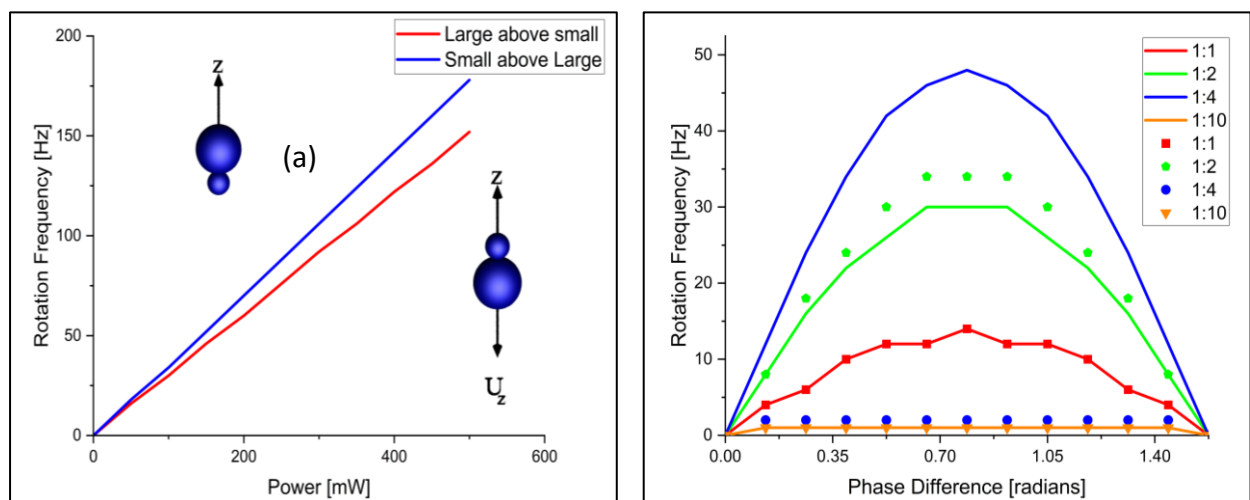 200
150
100
50
0
Rotation Frequency [Hz]
Large above small
Small above Large
z
(a)
z
U_z
0 200 400 600
Power [mW]
50
40
30
20
10
0
Rotation Frequency [Hz]
1:1
1:2
1:4
1:10
1:1
1:2
1:4
1:10
0.00 0.35 0.70 1.05 1.40
Phase Difference [radians]